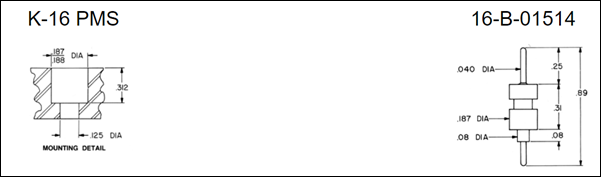 K-16 PMS
16-B-01514
.187
.188 DIA
.312
.125 DIA
MOUNTING DETAIL
.040 DIA
.25
.89
.31
.187 DIA
.08 DIA
.08